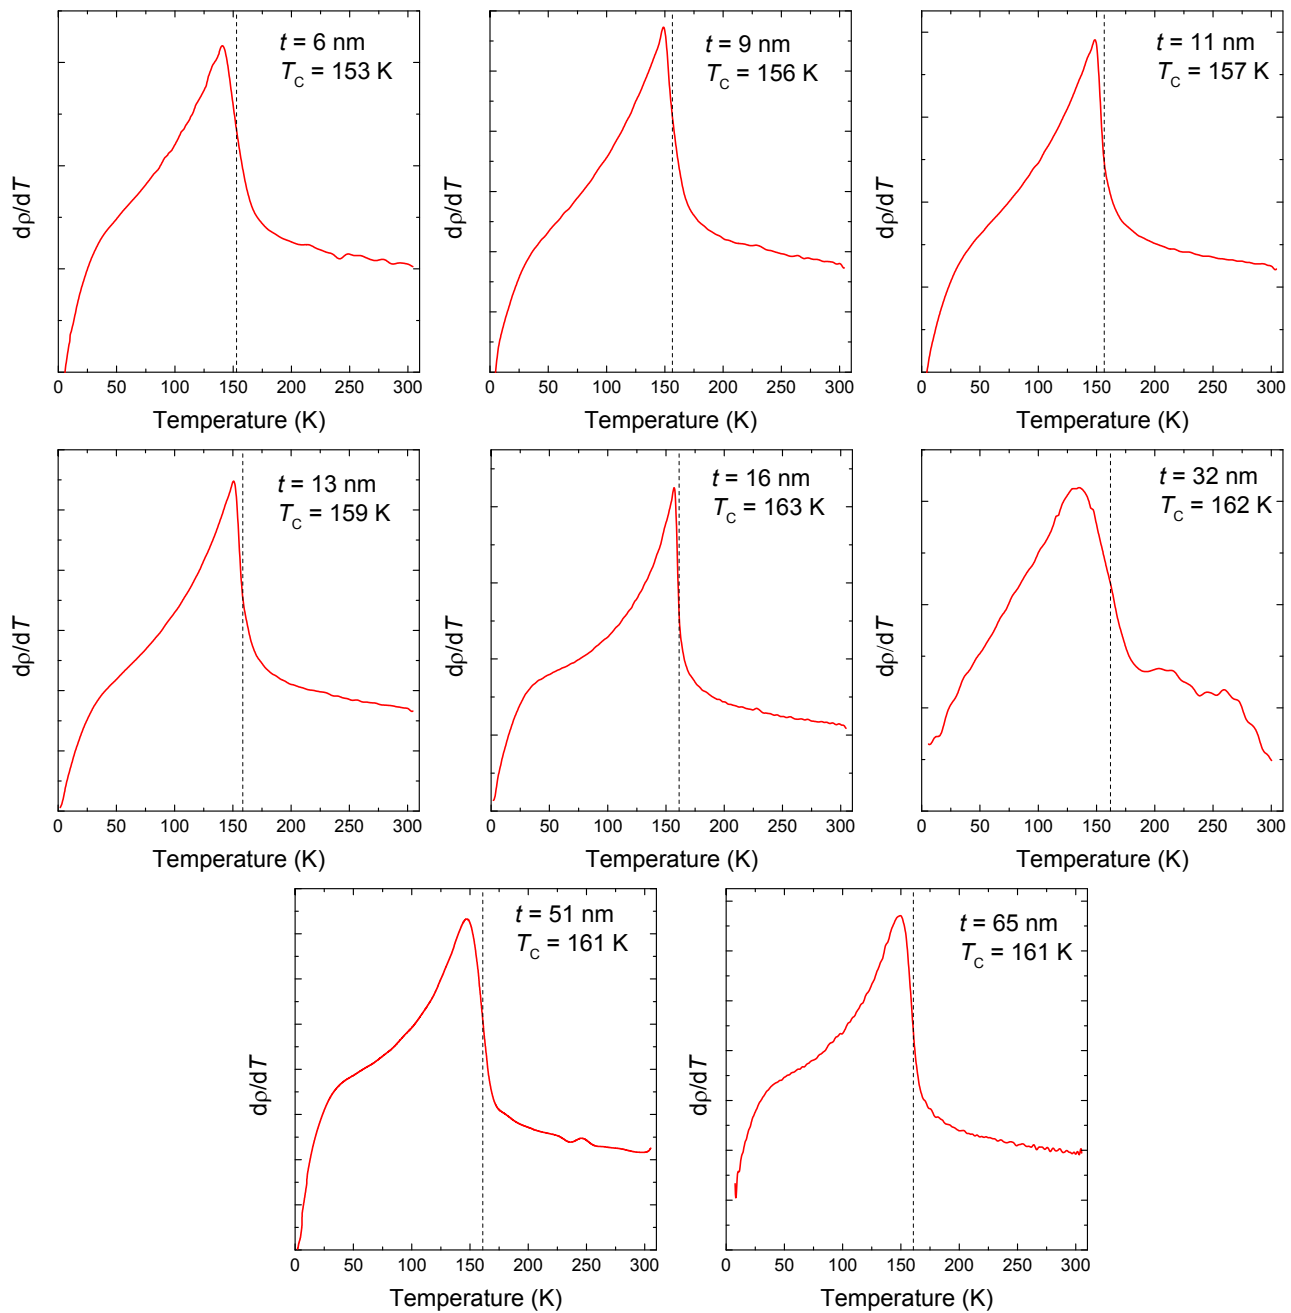 t = 6 nm
T_C = 153 K
dρ/dT
0 50 100 150 200 250 300
Temperature (K)
t = 9 nm
T_C = 156 K
dρ/dT
0 50 100 150 200 250 300
Temperature (K)
t = 11 nm
T_C = 157 K
dρ/dT
0 50 100 150 200 250 300
Temperature (K)
t = 13 nm
T_C = 159 K
dρ/dT
0 50 100 150 200 250 300
Temperature (K)
t = 16 nm
T_C = 163 K
dρ/dT
0 50 100 150 200 250 300
Temperature (K)
t = 32 nm
T_C = 162 K
dρ/dT
0 50 100 150 200 250 300
Temperature (K)
t = 51 nm
T_C = 161 K
dρ/dT
0 50 100 150 200 250 300
Temperature (K)
t = 65 nm
T_C = 161 K
dρ/dT
0 50 100 150 200 250 300
Temperature (K)